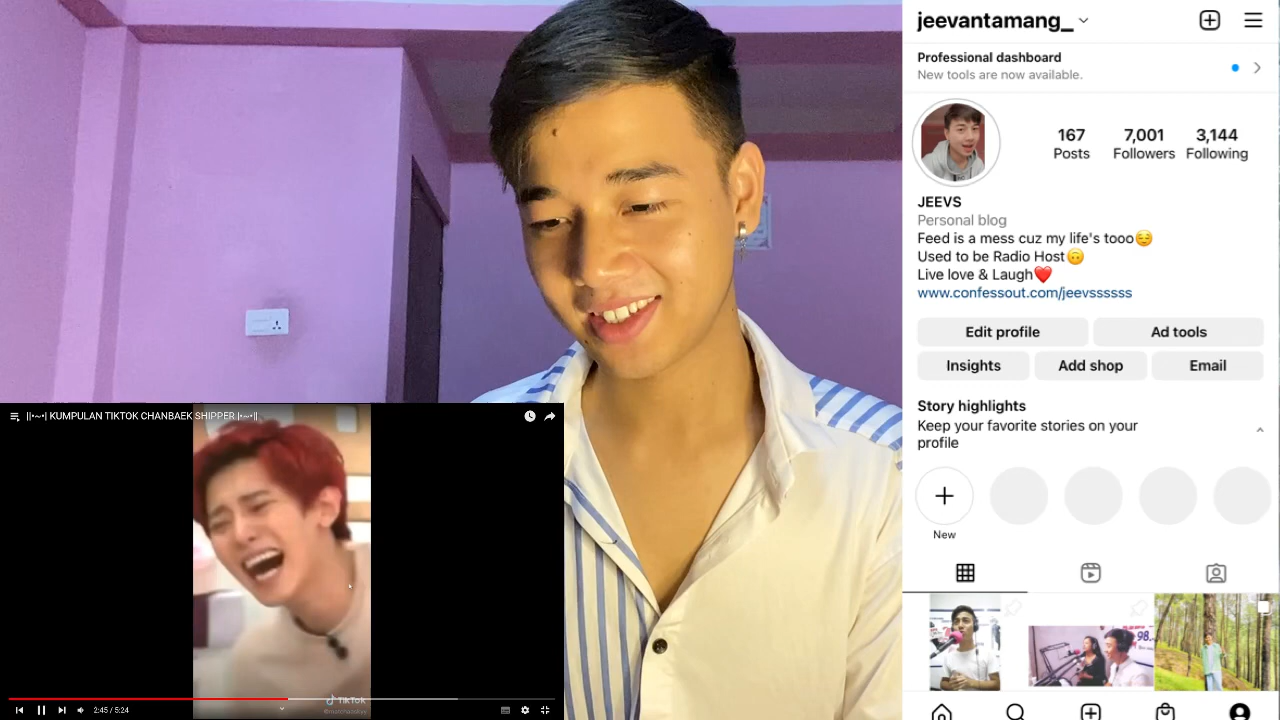 jeevantamang_
Professional dashboard
New tools are now available.
167
7,001
3,144
Posts
Followers
Following
JEEVS
Personal blog
Feed is a mess cuz my life's tooo😌
Used to be Radio Host🙃
Live love & Laugh❤️
www.confessout.com/jeevssssss
Edit profile
Ad tools
Insights
Add shop
Email
Story highlights
Keep your favorite stories on your
profile
New
98.
||•~•| KUMPULAN TIKTOK CHANBAEK SHIPPER.|•~•||
TikTok
2:45 / 5:24